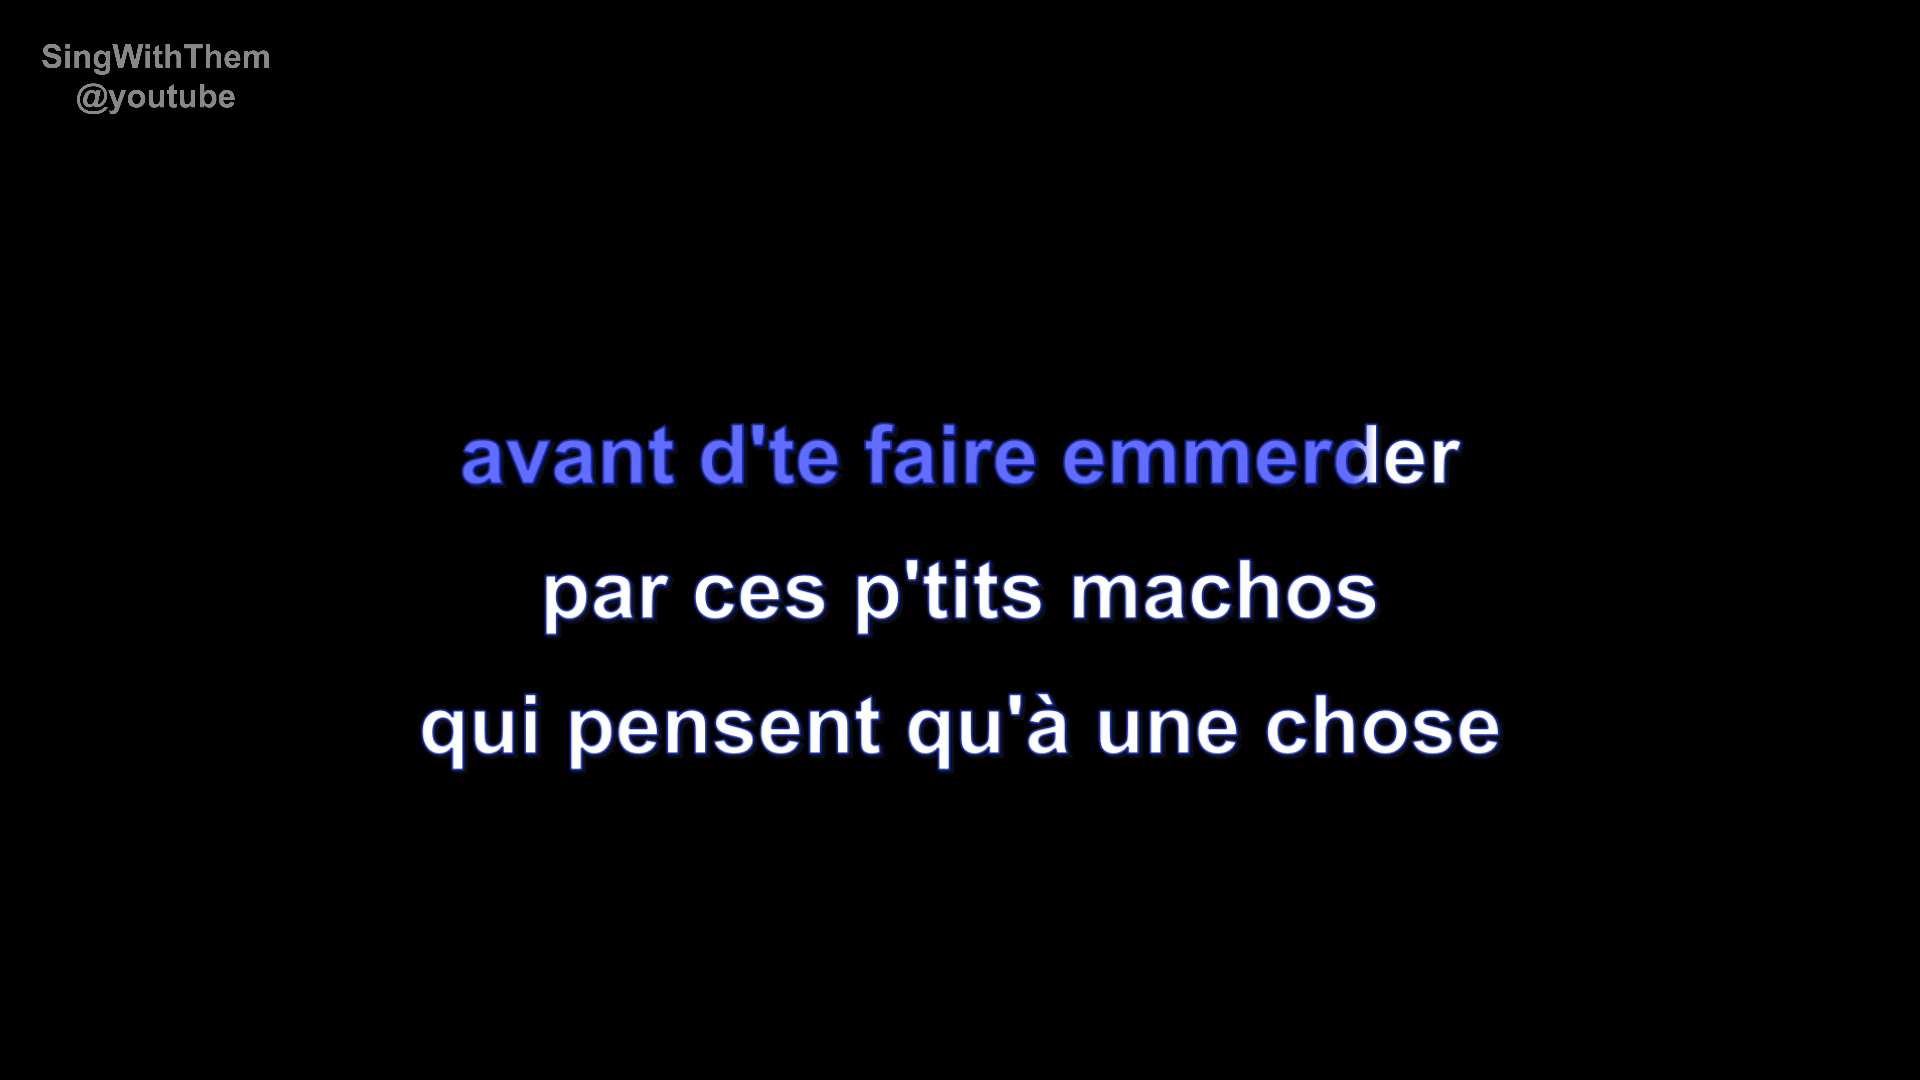 SingWithThem
@youtube
avant d'te faire emmerder
par ces p'tits machos
qui pensent qu'à une chose